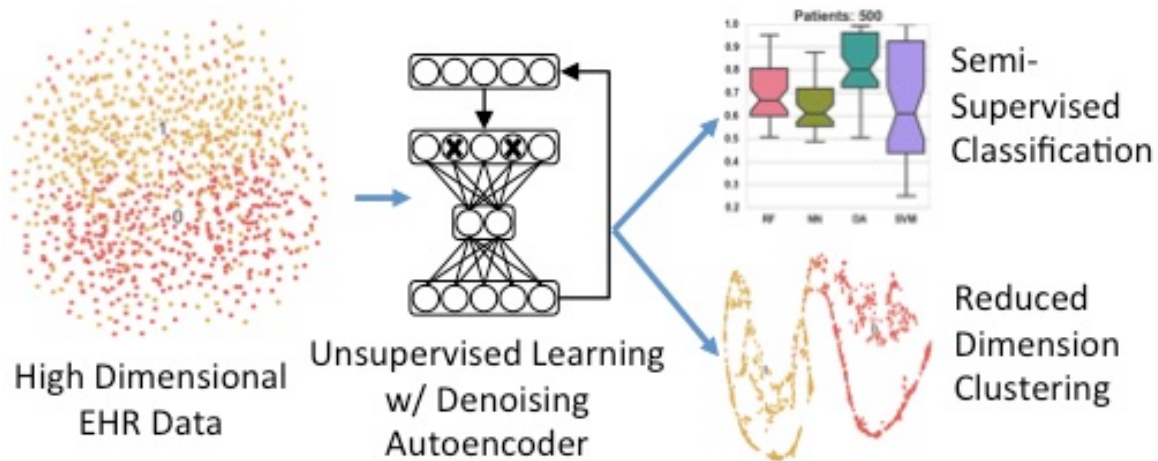 High Dimensional
EHR Data
Unsupervised Learning
w/ Denoising
Autoencoder
Patients: 500
1.0
0.9
0.8
0.7
0.6
0.5
0.4
0.3
0.2
RF
NN
DA
SVM
Semi-
Supervised
Classification
Reduced
Dimension
Clustering
1
0
X X